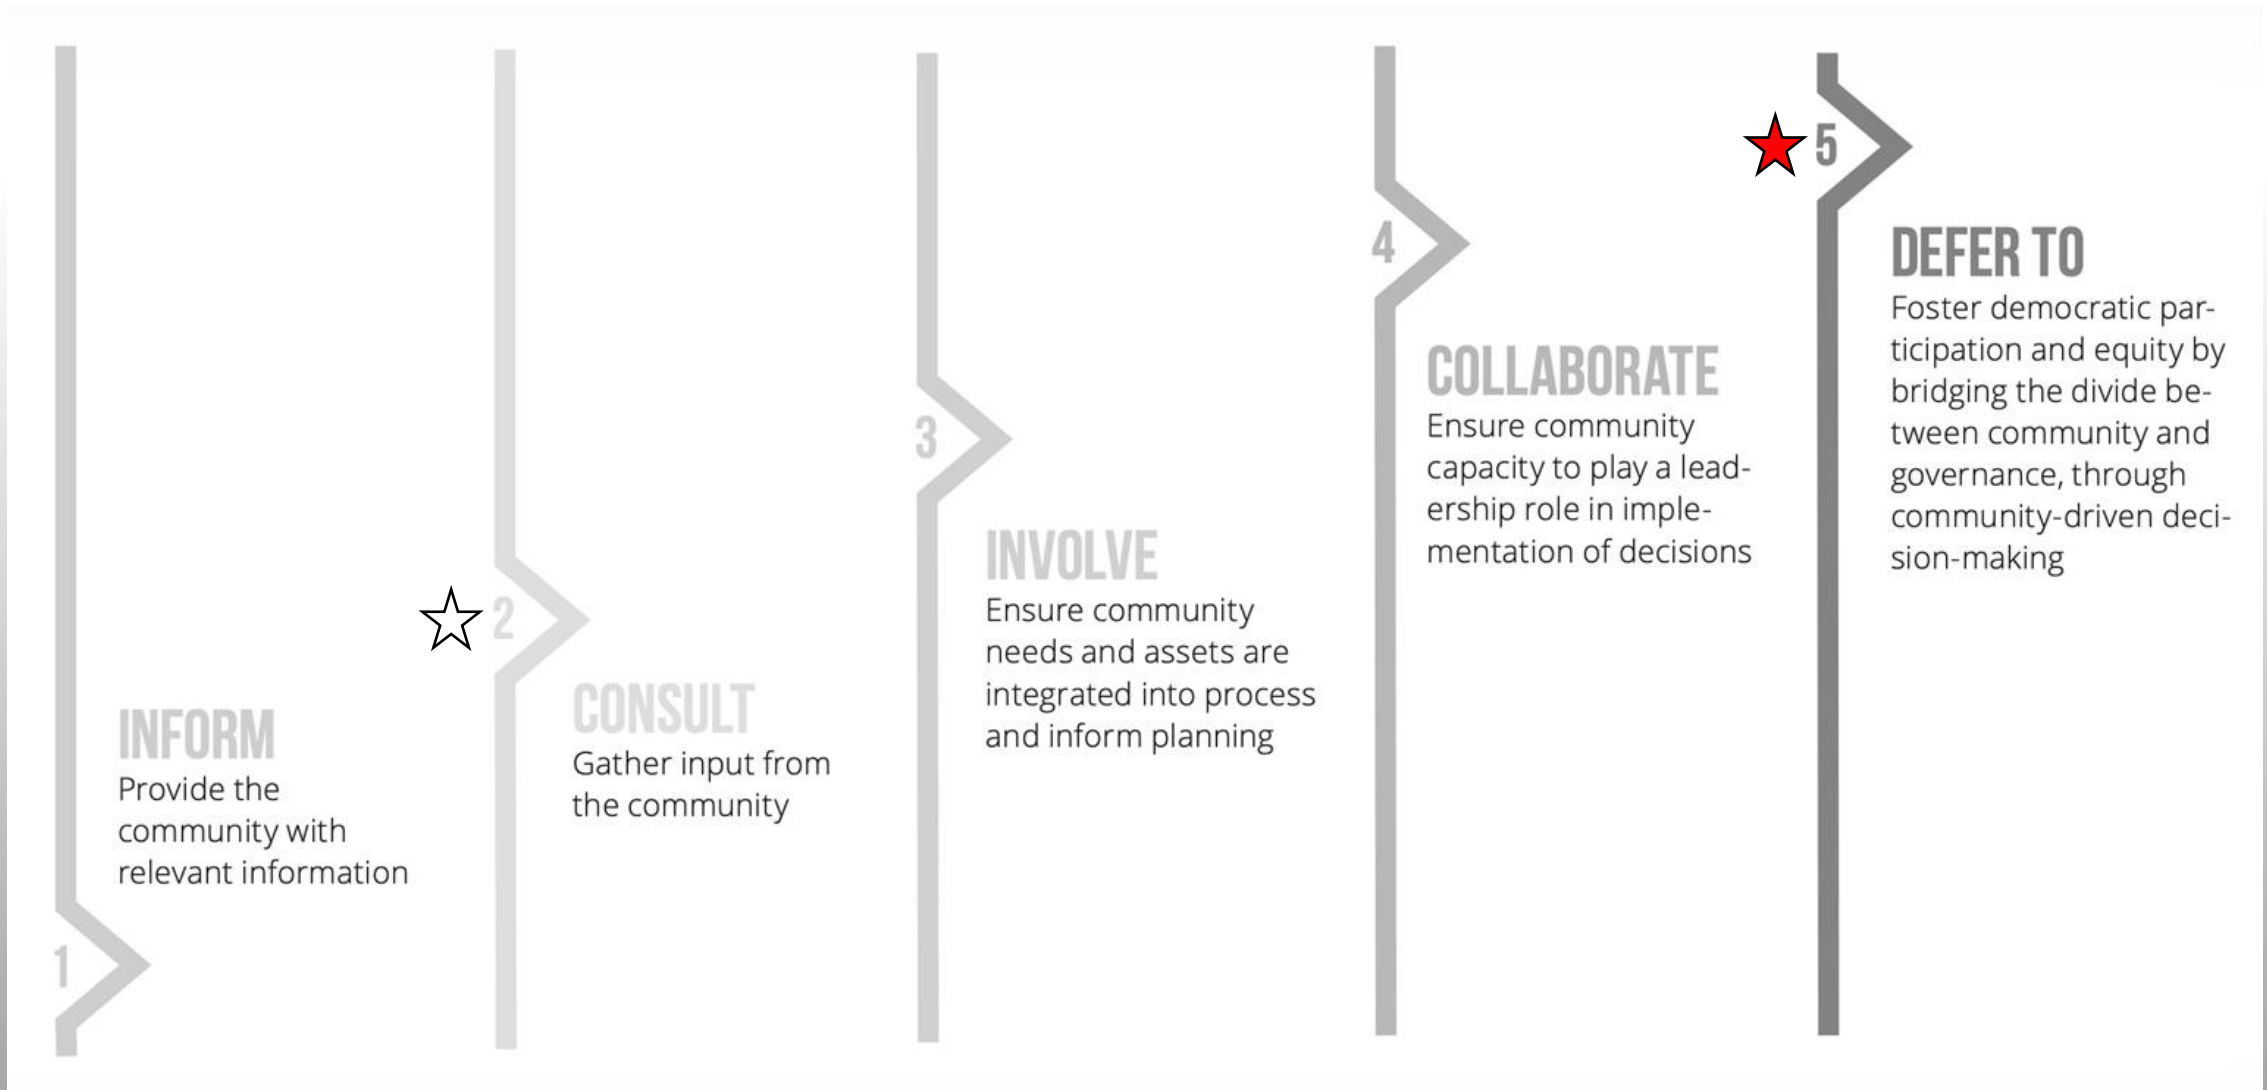 1
INFORM
Provide the
community with
relevant information
2
CONSULT
Gather input from
the community
3
INVOLVE
Ensure community
needs and assets are
integrated into process
and inform planning
4
COLLABORATE
Ensure community
capacity to play a lead-
ership role in imple-
mentation of decisions
5
DEFER TO
Foster democratic par-
ticipation and equity by
bridging the divide be-
tween community and
governance, through
community-driven deci-
sion-making